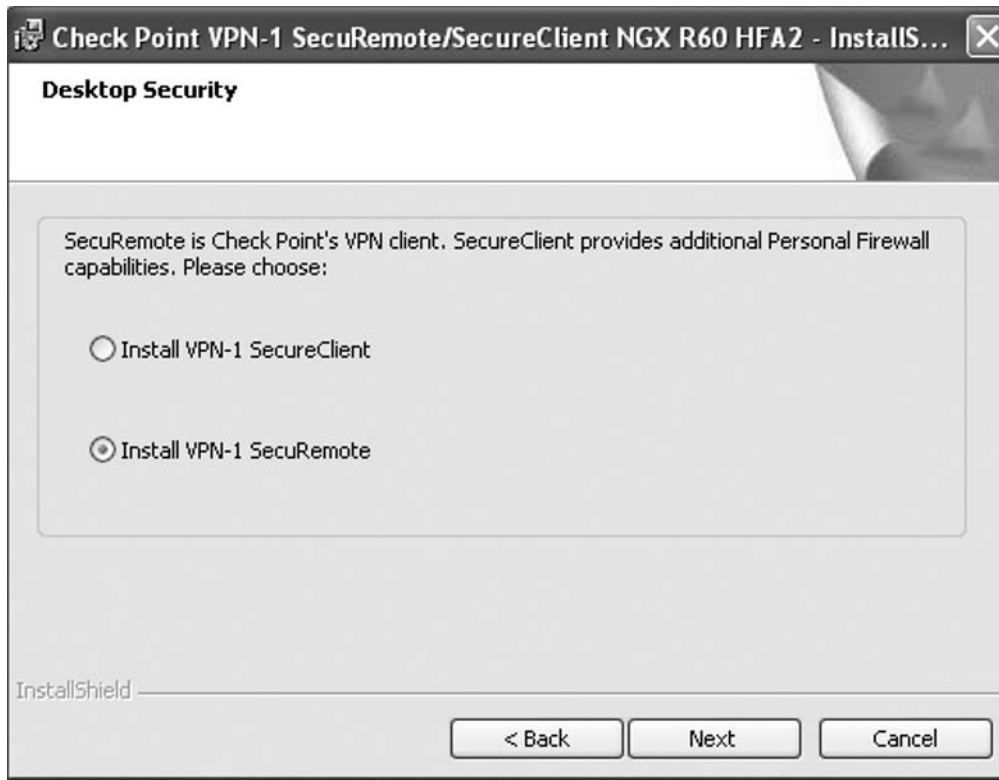 Check Point VPN-1 SecuRemote/SecureClient NGX R60 HFA2 - InstallS...
Desktop Security
SecuRemote is Check Point's VPN client. SecureClient provides additional Personal Firewall
capabilities. Please choose:
Install VPN-1 SecureClient
Install VPN-1 SecuRemote
InstallShield
< Back
Next
Cancel